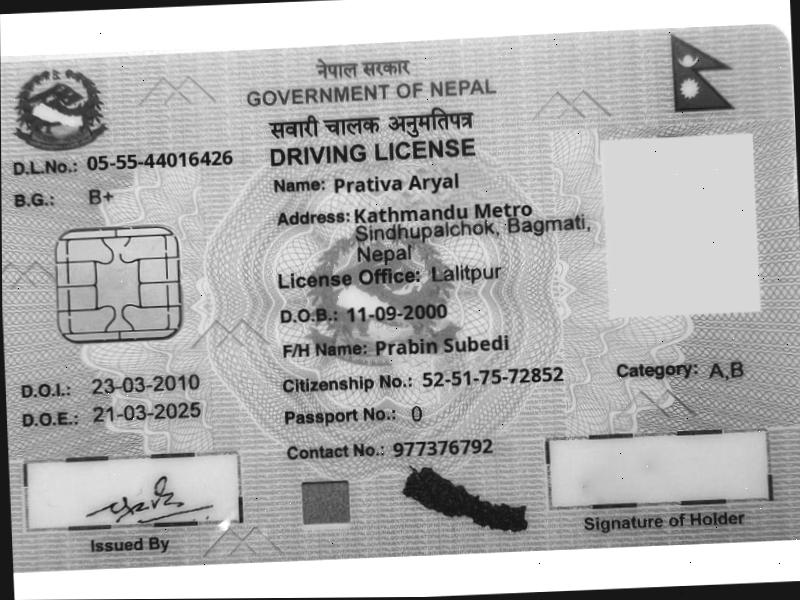 नेपाल सरकार
GOVERNMENT OF NEPAL
सवारी चालक अनुमतिपत्र
DRIVING LICENSE
D.L.No.: 05-55-44016426
B.G.: B+
Name: Prativa Aryal
Address: Kathmandu Metro
Sindhupalchok, Bagmati,
Nepal
License Office: Lalitpur
D.O.B.: 11-09-2000
F/H Name: Prabin Subedi
D.O.I.: 23-03-2010
Citizenship No.: 52-51-75-72852
Category: A,B
D.O.E.: 21-03-2025
Passport No.: 0
Contact No.: 977376792
Issued By
Signature of Holder